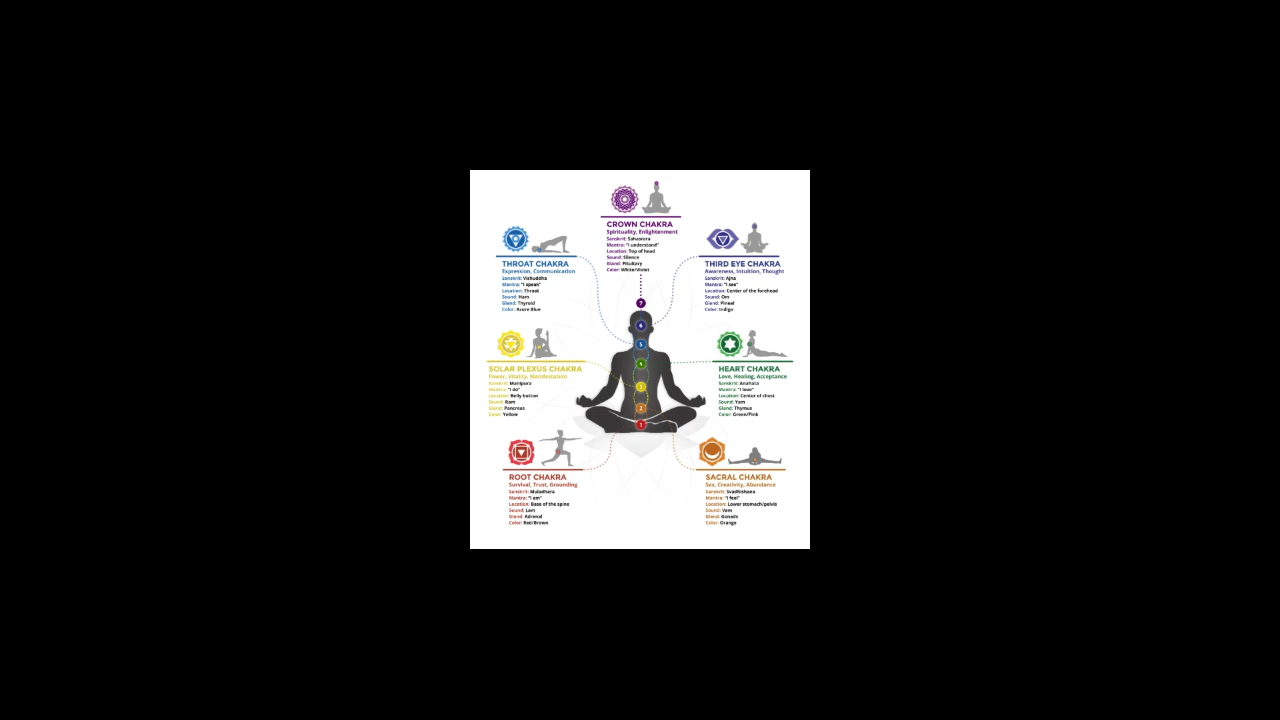 CROWN CHAKRA
Spirituality, Enlightenment
Sanskrit: Sahasrara
Mantra: "I understand"
Location: Top of head
Sound: Silence
Gland: Pituitary
Color: White/Violet
THROAT CHAKRA
Expression, Communication
Sanskrit: Vishuddha
Mantra: "I speak"
Location: Throat
Sound: Ham
Gland: Thyroid
Color: Azure Blue
THIRD EYE CHAKRA
Awareness, Intuition, Thought
Sanskrit: Ajna
Mantra: "I see"
Location: Center of the forehead
Sound: Om
Gland: Pineal
Color: Indigo
7
6
5
4
3
2
1
SOLAR PLEXUS CHAKRA
Power, Vitality, Manifestation
Sanskrit: Manipura
Mantra: "I do"
Location: Belly button
Sound: Ram
Gland: Pancreas
Color: Yellow
HEART CHAKRA
Love, Healing, Acceptance
Sanskrit: Anahata
Mantra: "I love"
Location: Center of chest
Sound: Yam
Gland: Thymus
Color: Green/Pink
ROOT CHAKRA
Survival, Trust, Grounding
Sanskrit: Muladhara
Mantra: "I am"
Location: Base of the spine
Sound: Lam
Gland: Adrenal
Color: Red/Brown
SACRAL CHAKRA
Sex, Creativity, Abundance
Sanskrit: Svadhishana
Mantra: "I feel"
Location: Lower stomach/pelvis
Sound: Vam
Gland: Gonads
Color: Orange